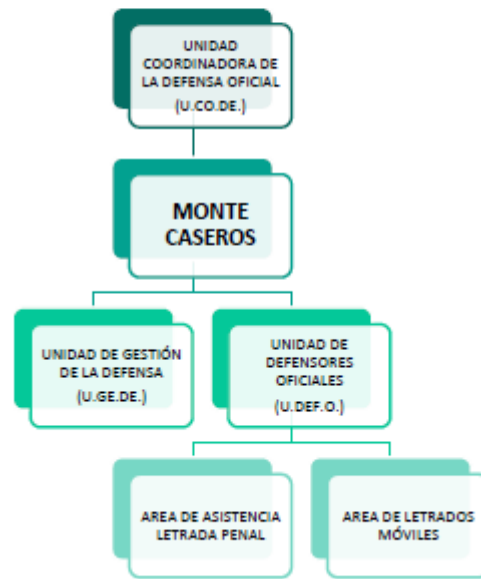 UNIDAD
COORDINADORA DE
LA DEFENSA OFICIAL
(U.CO.DE.)
MONTE
CASEROS
UNIDAD DE GESTIÓN
DE LA DEFENSA
(U.GE.DE.)
UNIDAD DE
DEFENSORES
OFICIALES
(U.DEF.O.)
AREA DE ASISTENCIA
LETRADA PENAL
AREA DE LETRADOS
MÓVILES